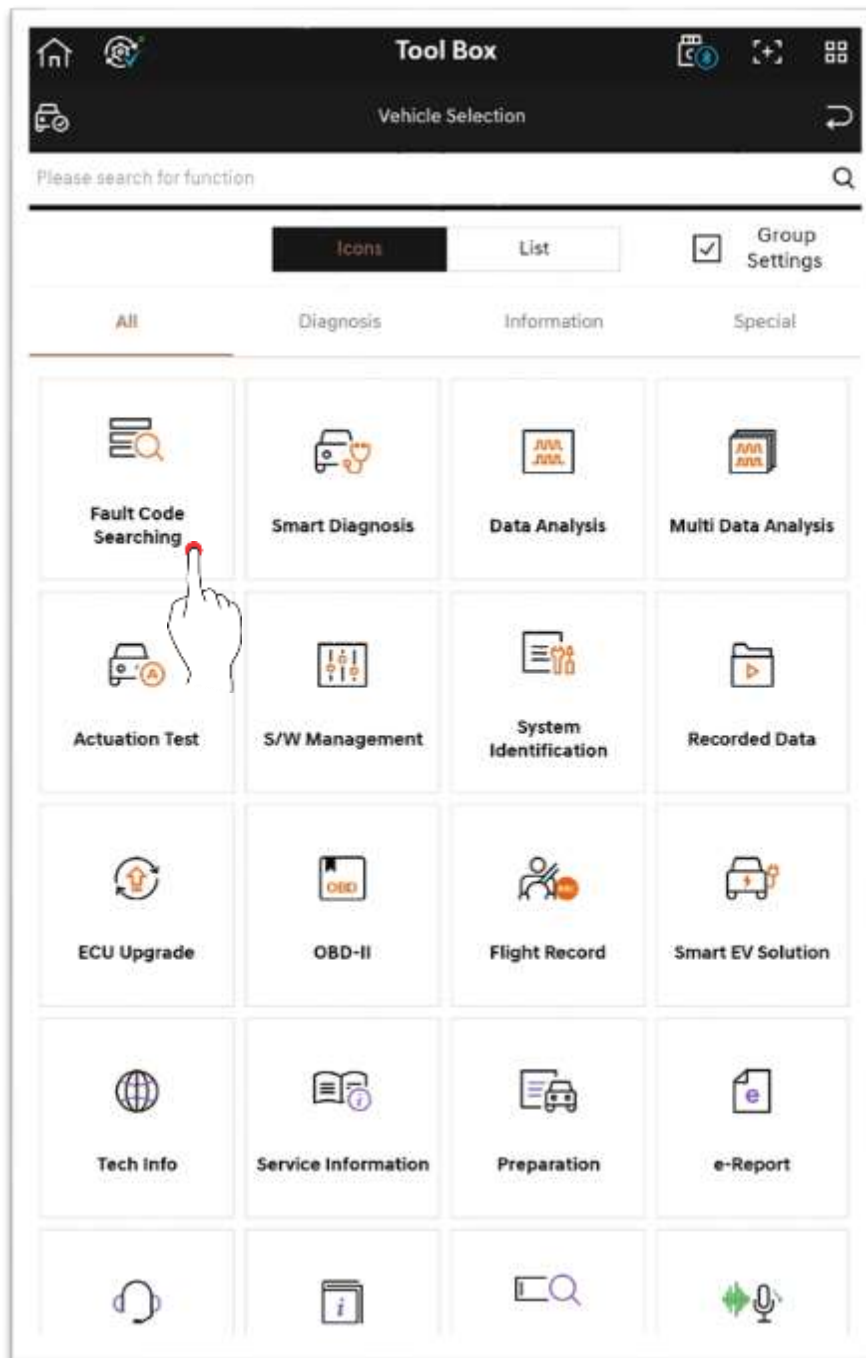 Tool Box
Vehicle Selection
Please search for function
Icons
List
Group
Settings
All
Diagnosis
Information
Special
Fault Code
Searching
Smart Diagnosis
Data Analysis
Multi Data Analysis
Actuation Test
S/W Management
System
Identification
Recorded Data
OBD
ECU Upgrade
OBD-II
Flight Record
Smart EV Solution
Tech Info
Service Information
Preparation
e-Report